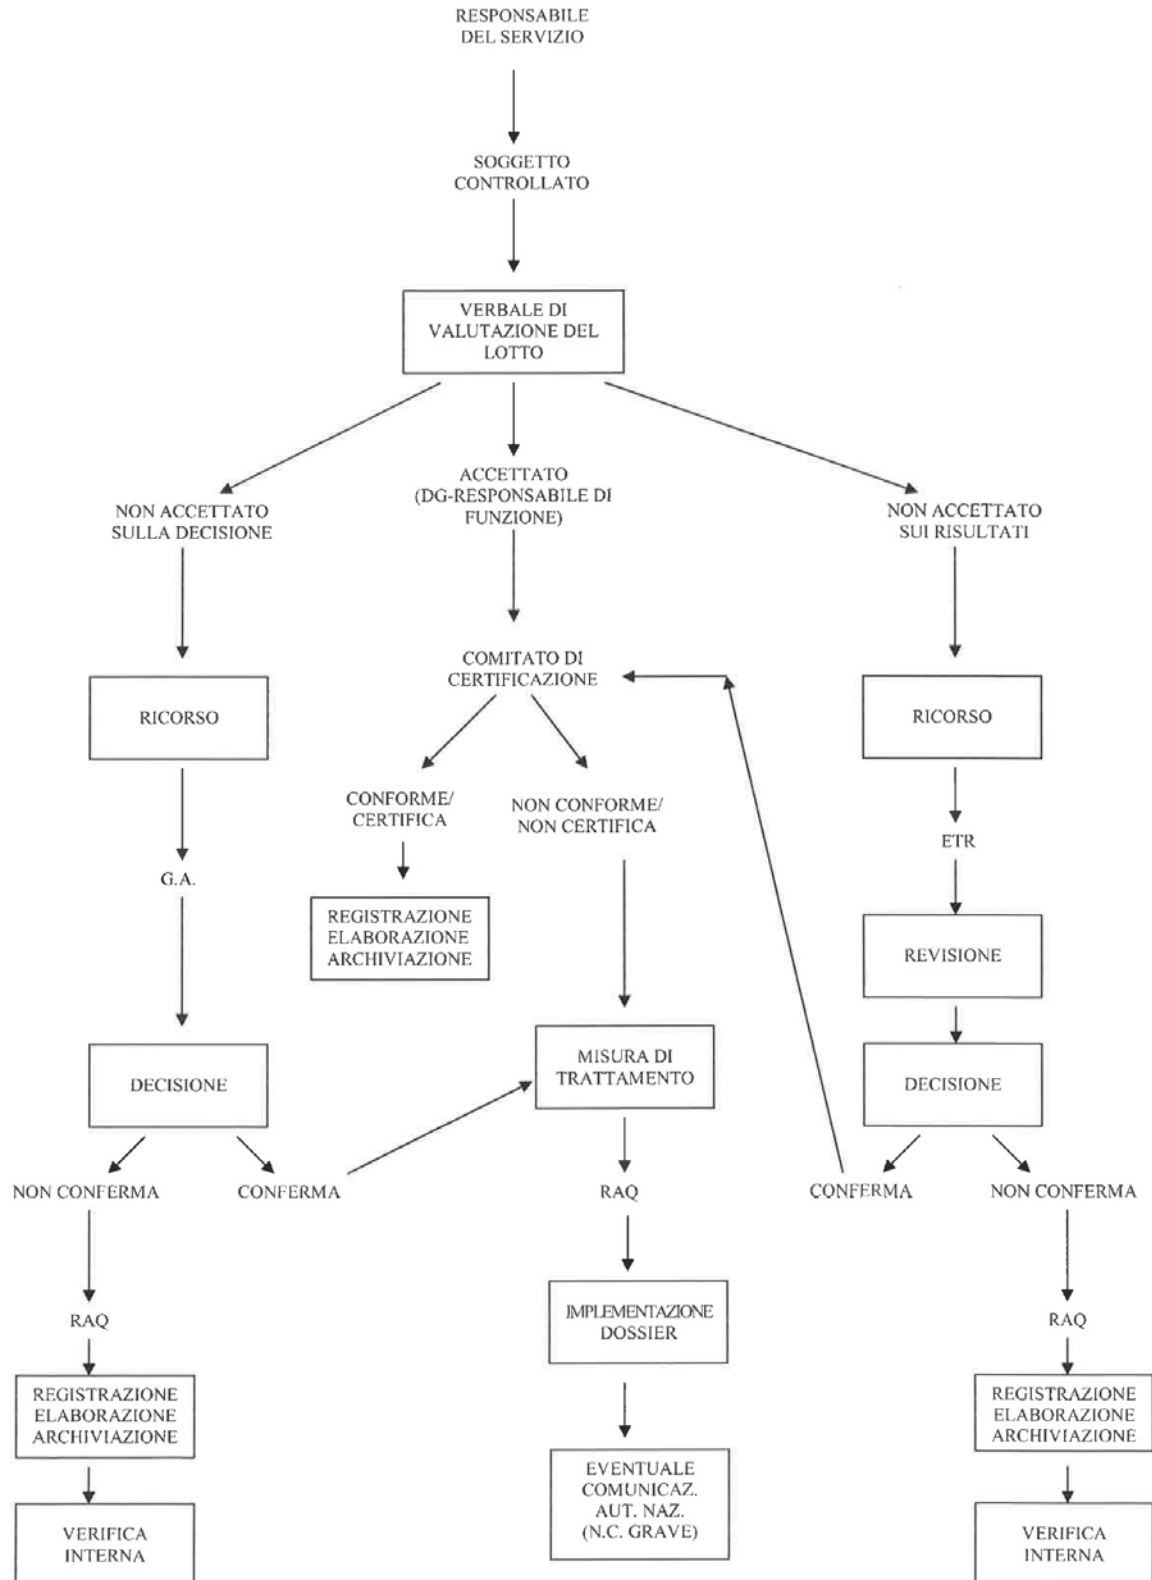 RESPONSABILE
DEL SERVIZIO
SOGGETTO
CONTROLLATO
VERBALE DI
VALUTAZIONE DEL
LOTTO
NON ACCETTATO
SULLA DECISIONE
ACCETTATO
(DG-RESPONSABILE DI
FUNZIONE)
NON ACCETTATO
SUI RISULTATI
RICORSO
COMITATO DI
CERTIFICAZIONE
RICORSO
G.A.
CONFORME/
CERTIFICA
NON CONFORME/
NON CERTIFICA
ETR
REGISTRAZIONE
ELABORAZIONE
ARCHIVIAZIONE
REVISIONE
DECISIONE
MISURA DI
TRATTAMENTO
DECISIONE
NON CONFERMA
CONFERMA
RAQ
CONFERMA
NON CONFERMA
RAQ
IMPLEMENTAZIONE
DOSSIER
RAQ
REGISTRAZIONE
ELABORAZIONE
ARCHIVIAZIONE
EVENTUALE
COMUNICAZ.
AUT. NAZ.
(N.C. GRAVE)
REGISTRAZIONE
ELABORAZIONE
ARCHIVIAZIONE
VERIFICA
INTERNA
VERIFICA
INTERNA